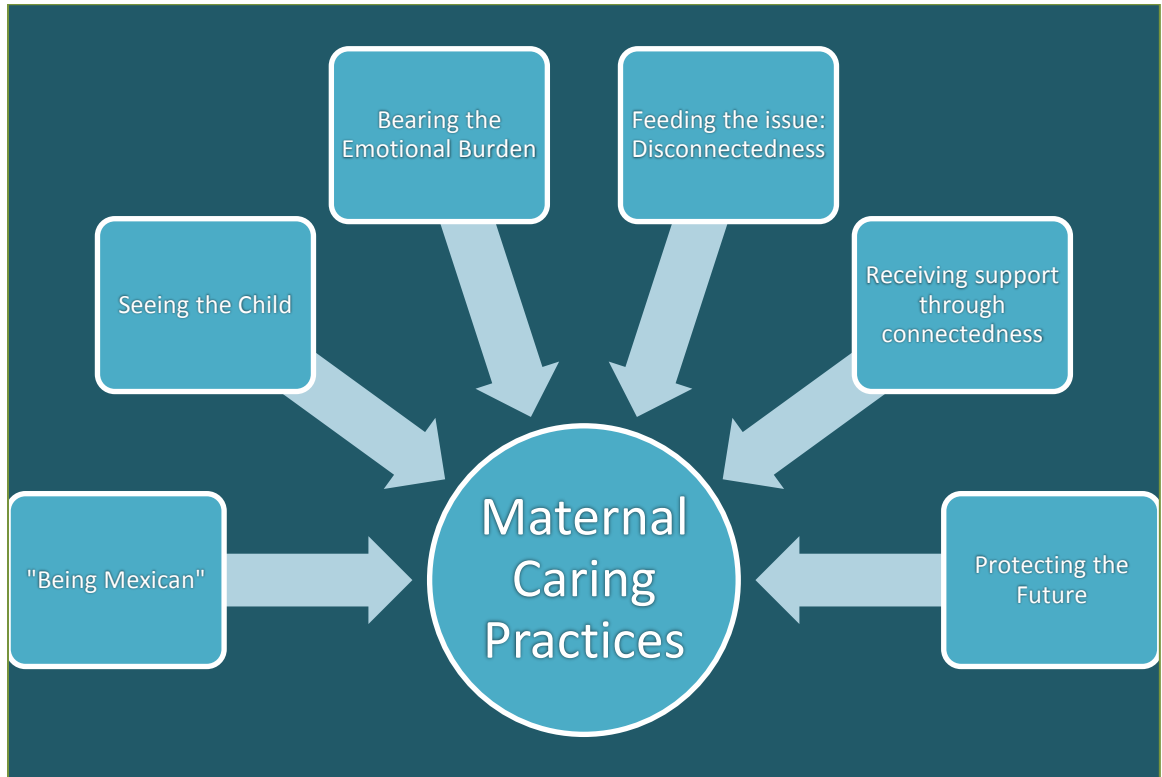 Bearing the
Emotional Burden
Feeding the issue:
Disconnectedness
Seeing the Child
Receiving support
through
connectedness
"Being Mexican"
Maternal
Caring
Practices
Protecting the
Future